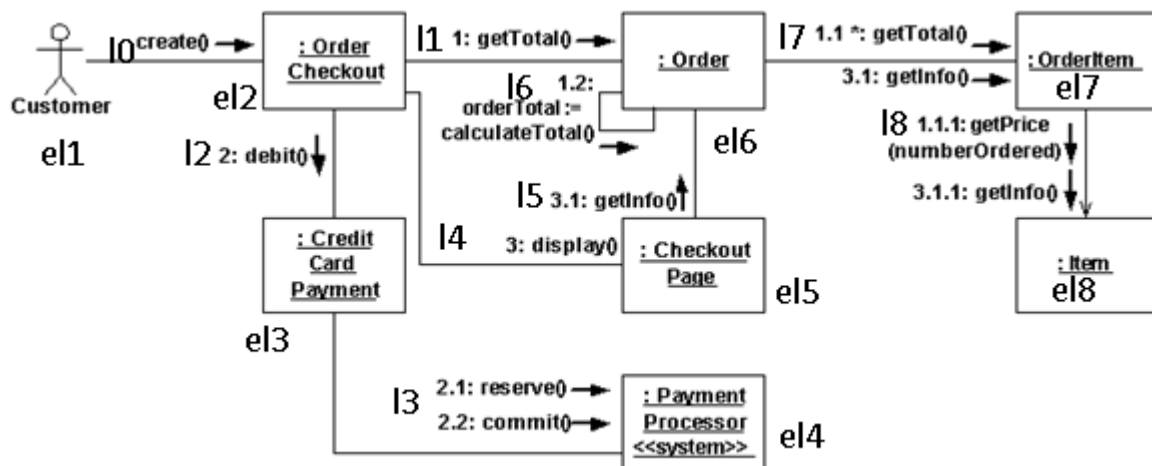 l0
create()
: Order
Checkout
l1
1: getTotal()
: Order
l7
1.1 *: getTotal()
3.1: getInfo()
: OrderItem
el7
Customer
el1
el2
l6
1.2:
orderTotal :=
calculateTotal()
el6
l8
1.1.1: getPrice
(numberOrdered)
3.1.1: getInfo()
l2
2: debit()
l5
3.1: getInfo()
: Credit
Card
Payment
el3
l4
3: display()
: Checkout
Page
el5
: Item
el8
l3
2.1: reserve()
2.2: commit()
: Payment
Processor
<<system>>
el4